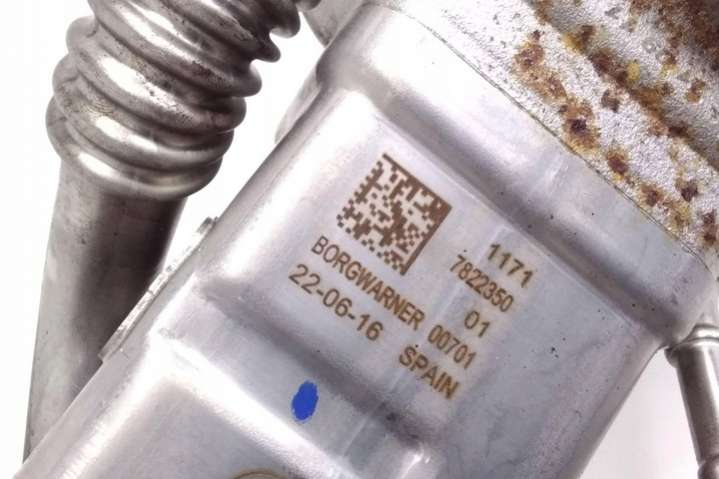 1171
7822350
01
BORGWARNER 00701
22-06-16 SPAIN